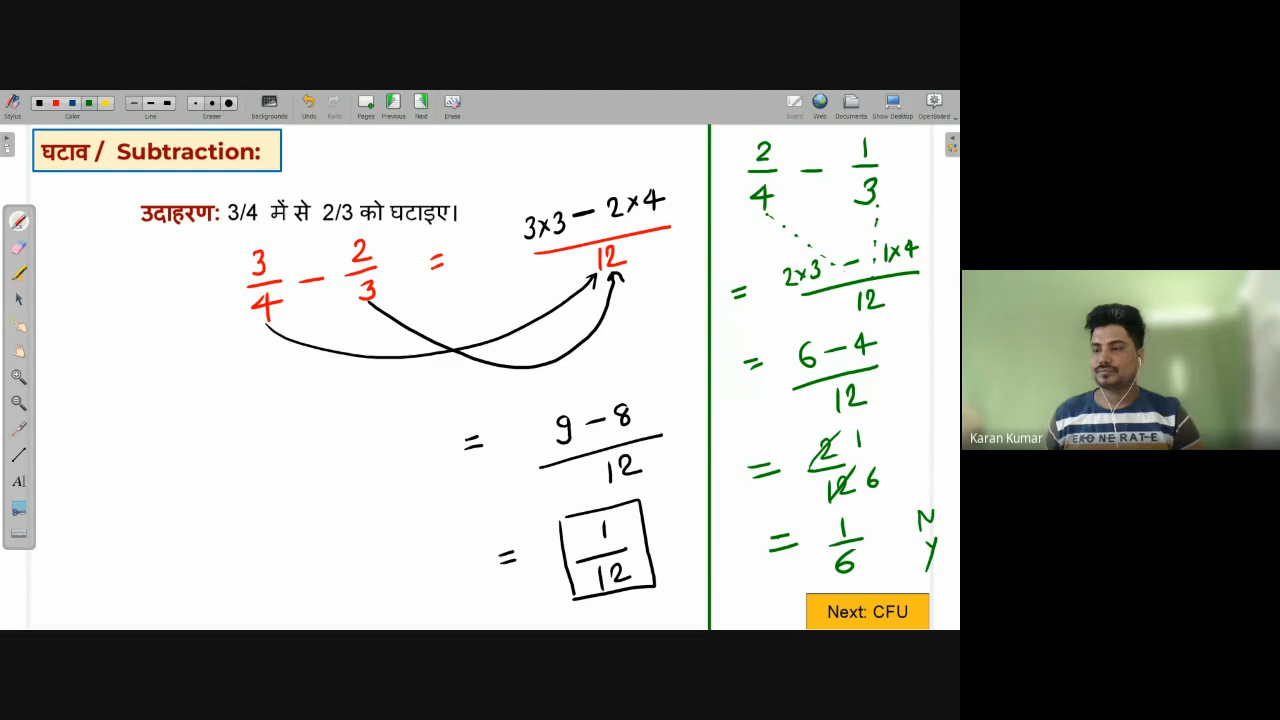 Stylus Color Line Eraser Backgrounds Undo Redo Pages Previous Next Erase Board Web Documents Show Desktop OpenBoard
घटाव / Subtraction:
उदाहरण: 3/4 में से 2/3 को घटाइए।
3/4 - 2/3 = 3×3 - 2×4 / 12
= 9 - 8 / 12
= 1/12
2/4 - 1/3
= 2×3 - 1×4 / 12
= 6 - 4 / 12
= 2/12 1/6
= 1/6
N
Y
Next: CFU
Karan Kumar
EXONERATE